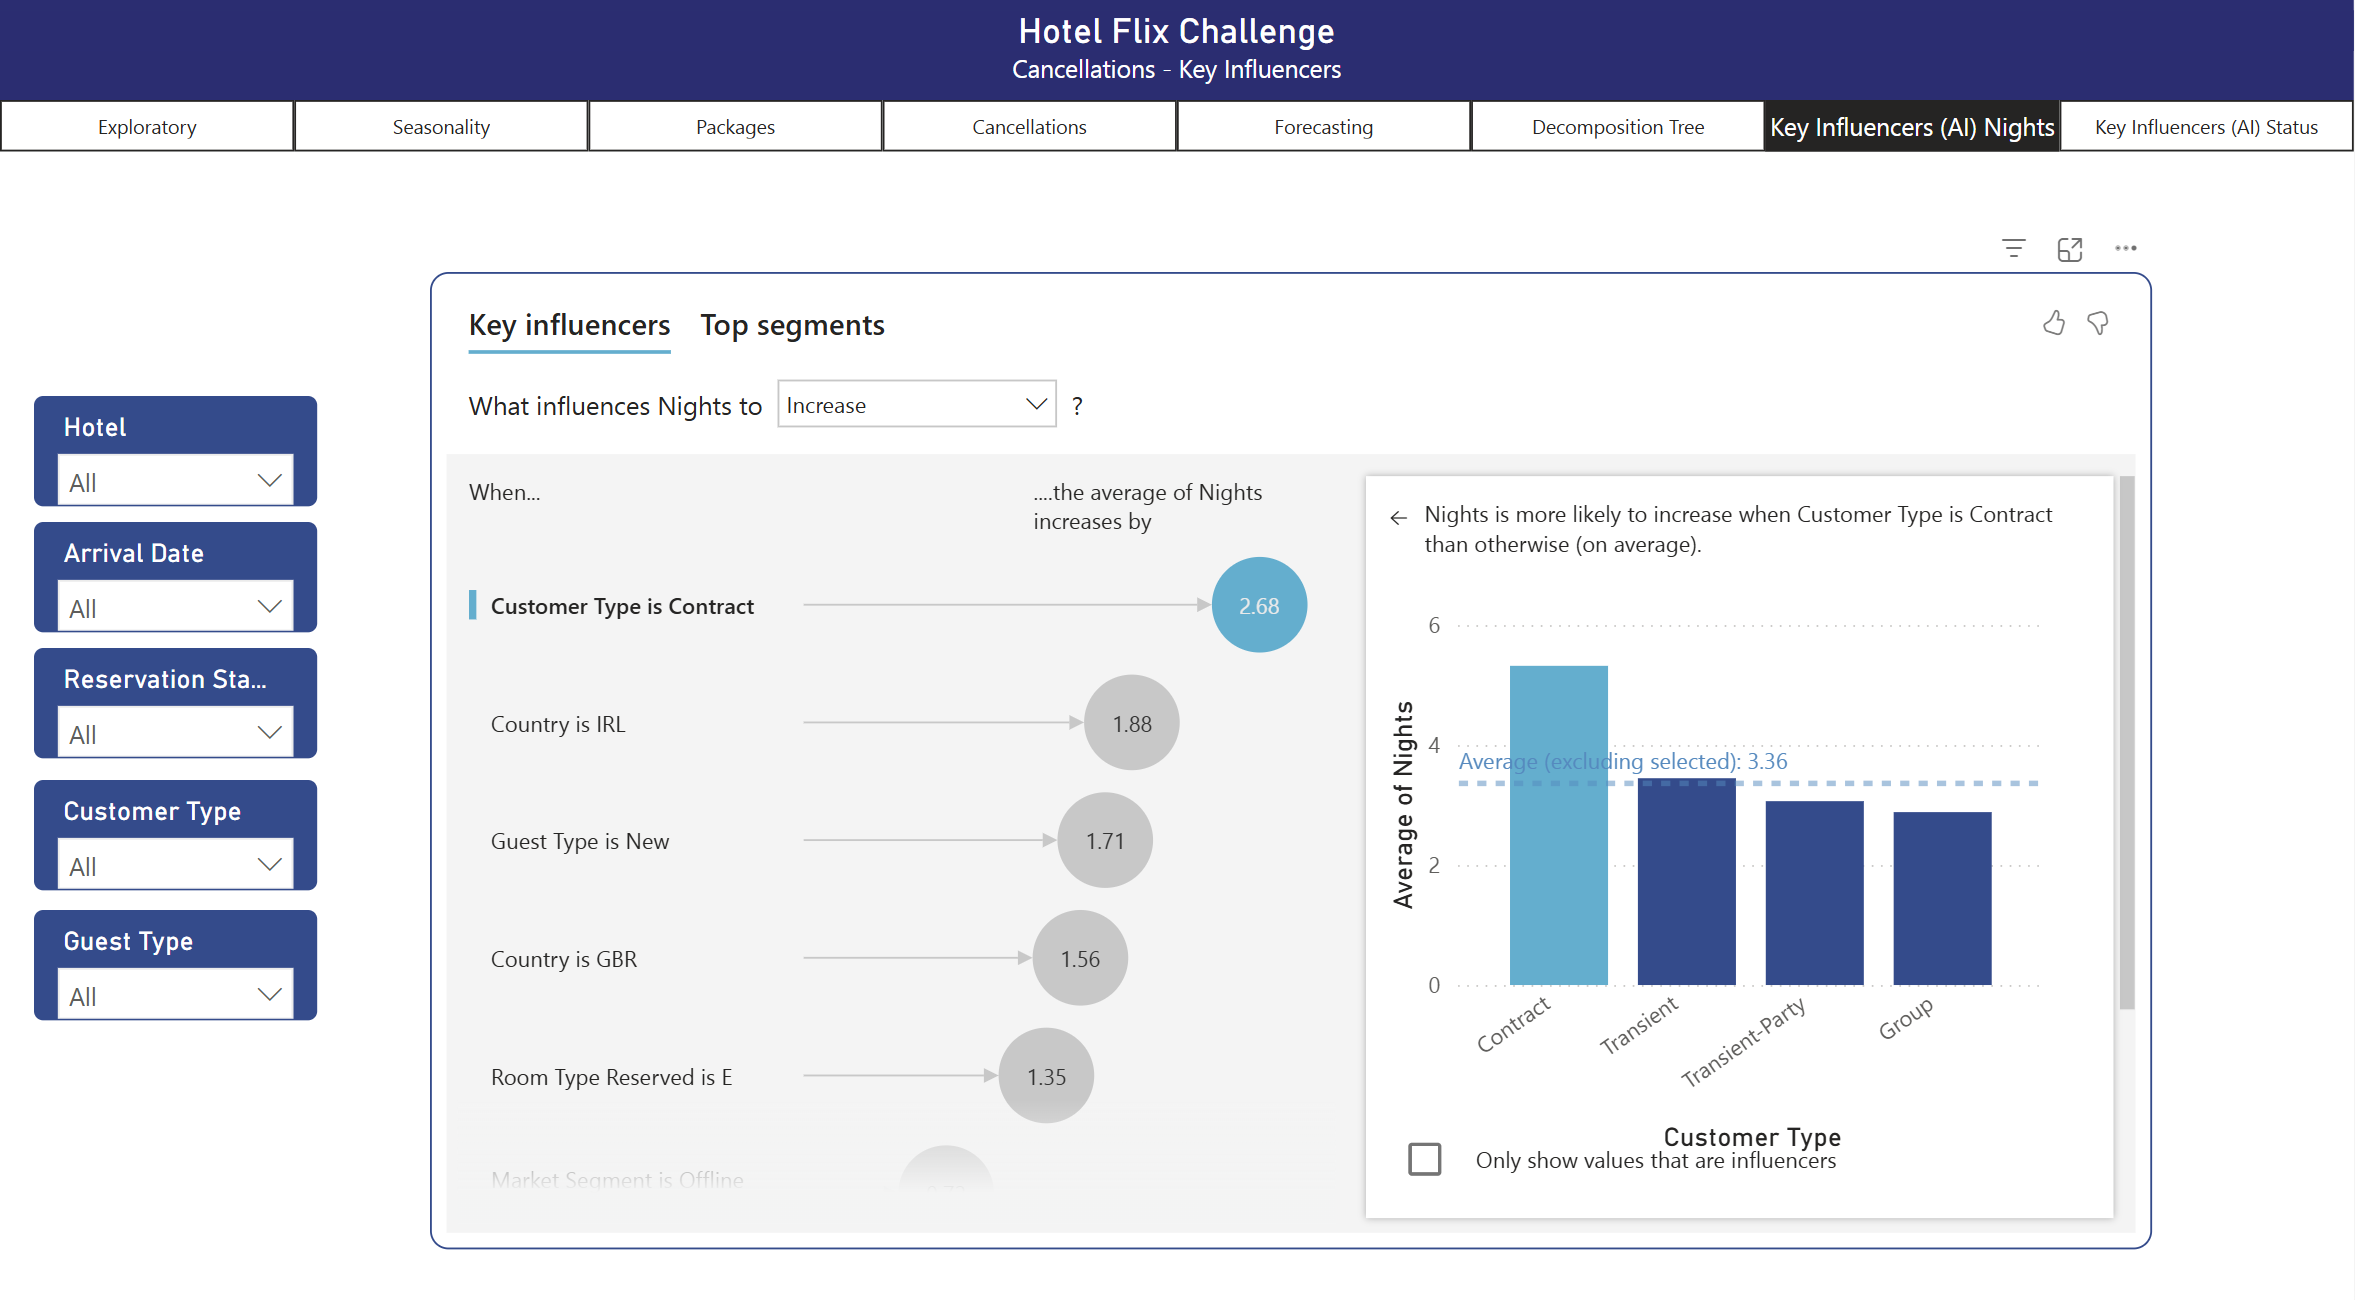 Hotel Flix Challenge
Cancellations - Key Influencers
Exploratory
Seasonality
Packages
Cancellations
Forecasting
Decomposition Tree
Key Influencers (AI) Nights
Key Influencers (AI) Status
Key influencers
Top segments
What influences Nights to
Increase
?
Hotel
All
Arrival Date
All
Reservation Sta...
All
Customer Type
All
Guest Type
All
When...
....the average of Nights
increases by
Customer Type is Contract
2.68
Country is IRL
1.88
Guest Type is New
1.71
Country is GBR
1.56
Room Type Reserved is E
1.35
Market Segment is Offline
Nights is more likely to increase when Customer Type is Contract
than otherwise (on average).
Average of Nights
6
4
2
0
Average (excluding selected): 3.36
Contract
Transient
Transient-Party
Group
Customer Type
Only show values that are influencers